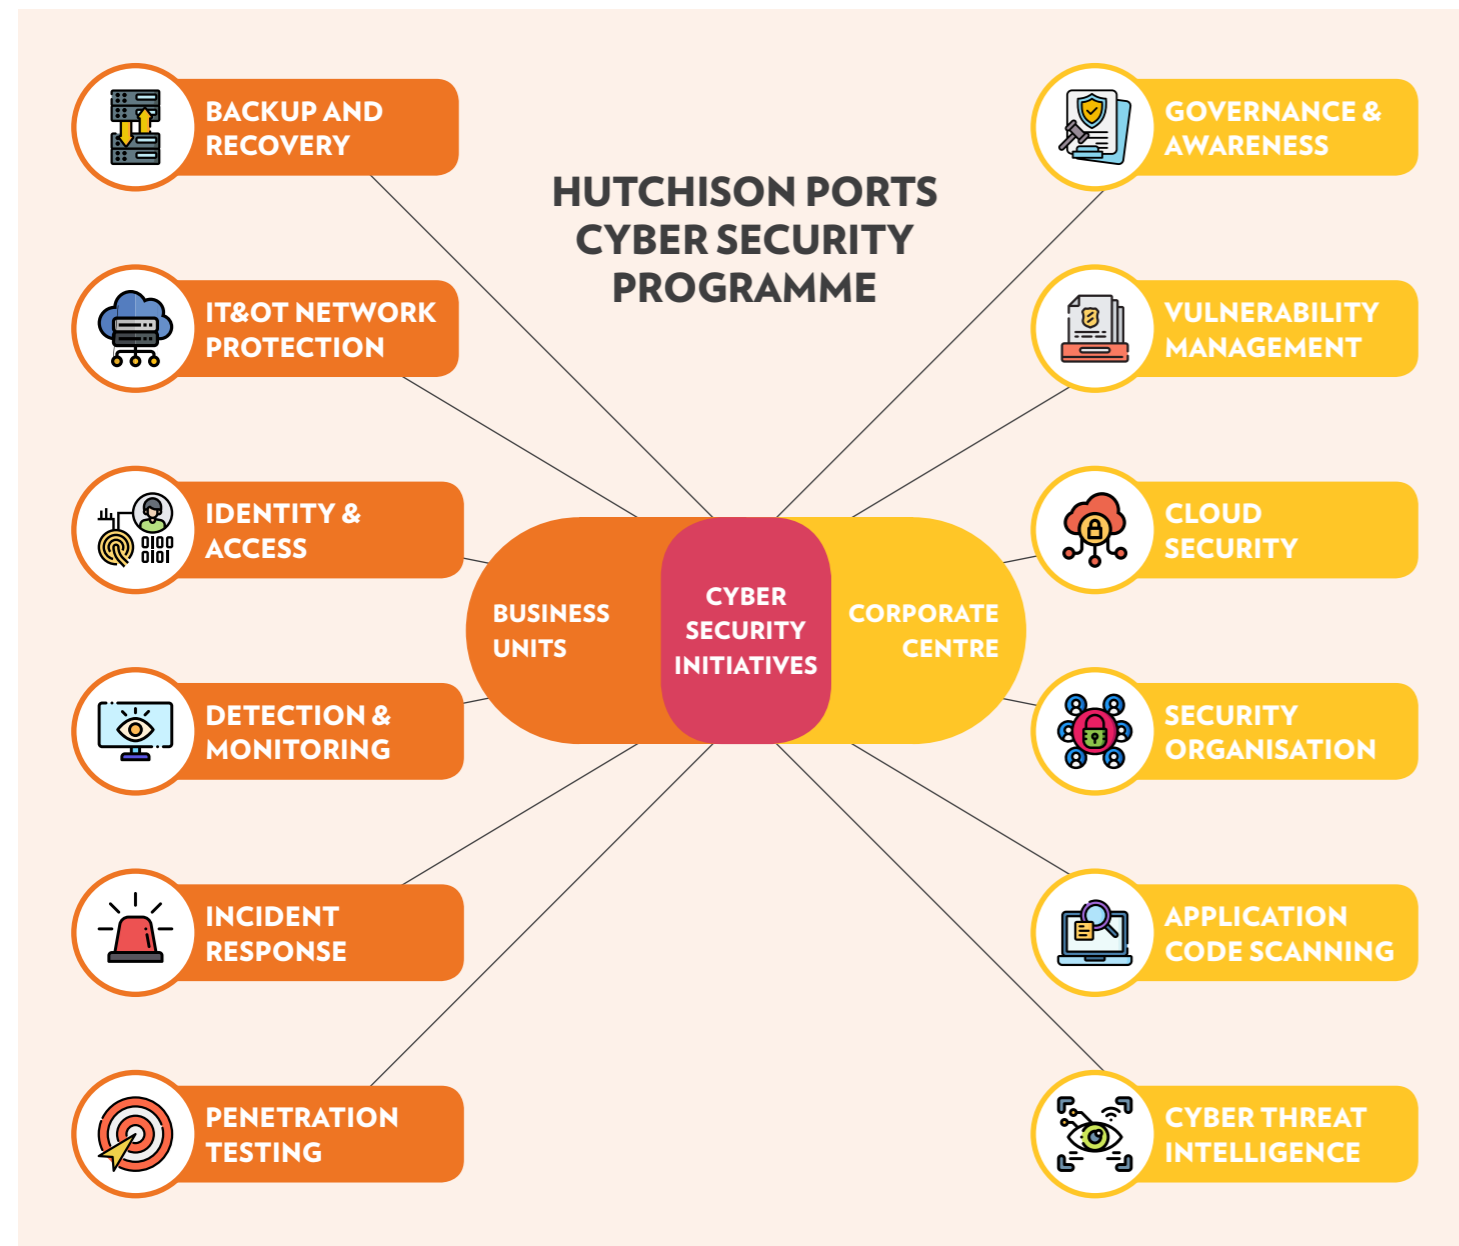 HUTCHISON PORTS
CYBER SECURITY
PROGRAMME
BACKUP AND
RECOVERY
IT&OT NETWORK
PROTECTION
IDENTITY &
ACCESS
0100
0101
DETECTION &
MONITORING
INCIDENT
RESPONSE
PENETRATION
TESTING
BUSINESS
UNITS
CYBER
SECURITY
INITIATIVES
CORPORATE
CENTRE
GOVERNANCE &
AWARENESS
VULNERABILITY
MANAGEMENT
CLOUD
SECURITY
SECURITY
ORGANISATION
APPLICATION
CODE SCANNING
CYBER THREAT
INTELLIGENCE